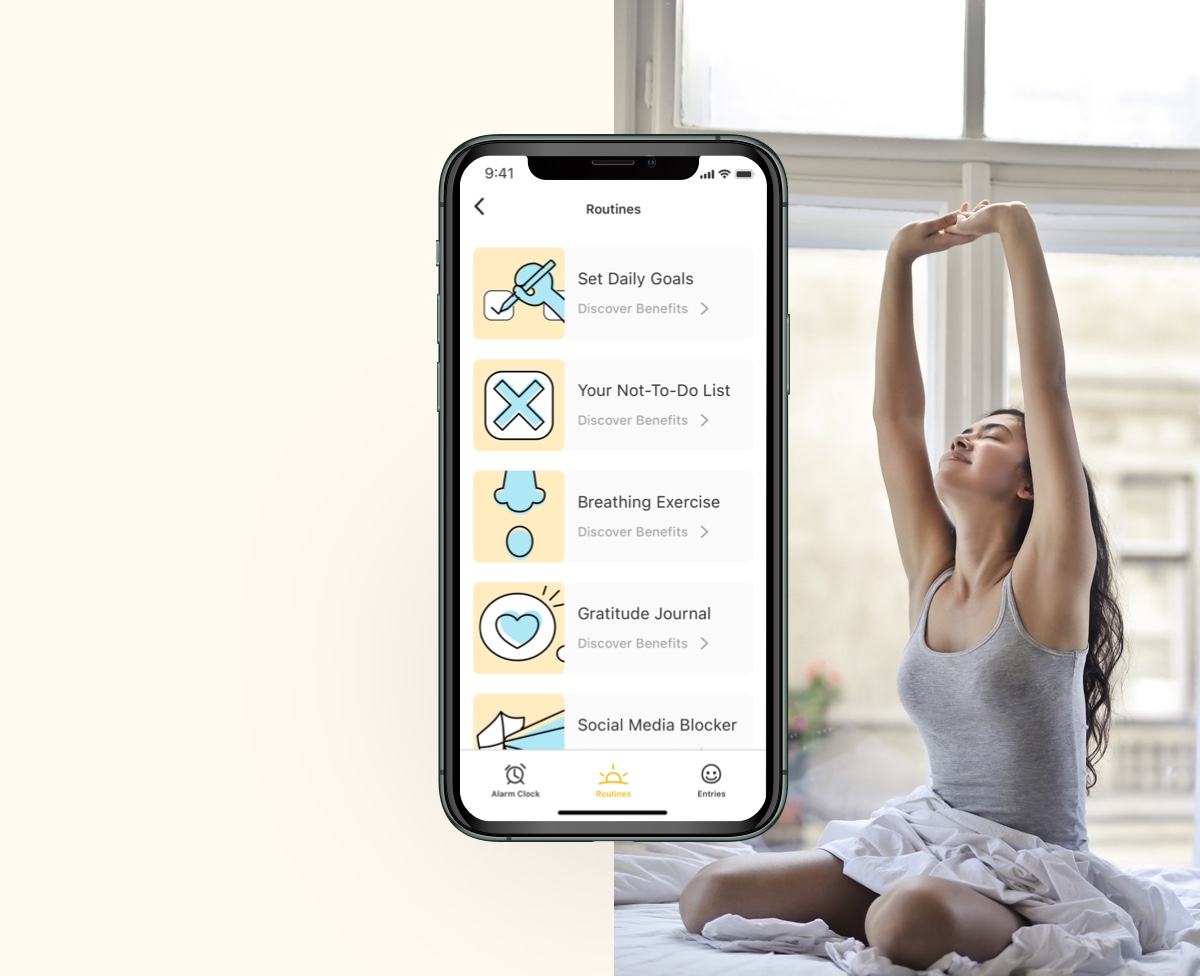 9:41
Routines
Set Daily Goals
Discover Benefits
Your Not-To-Do List
Discover Benefits
Breathing Exercise
Discover Benefits
Gratitude Journal
Discover Benefits
Social Media Blocker
Alarm Clock
Routines
Entries